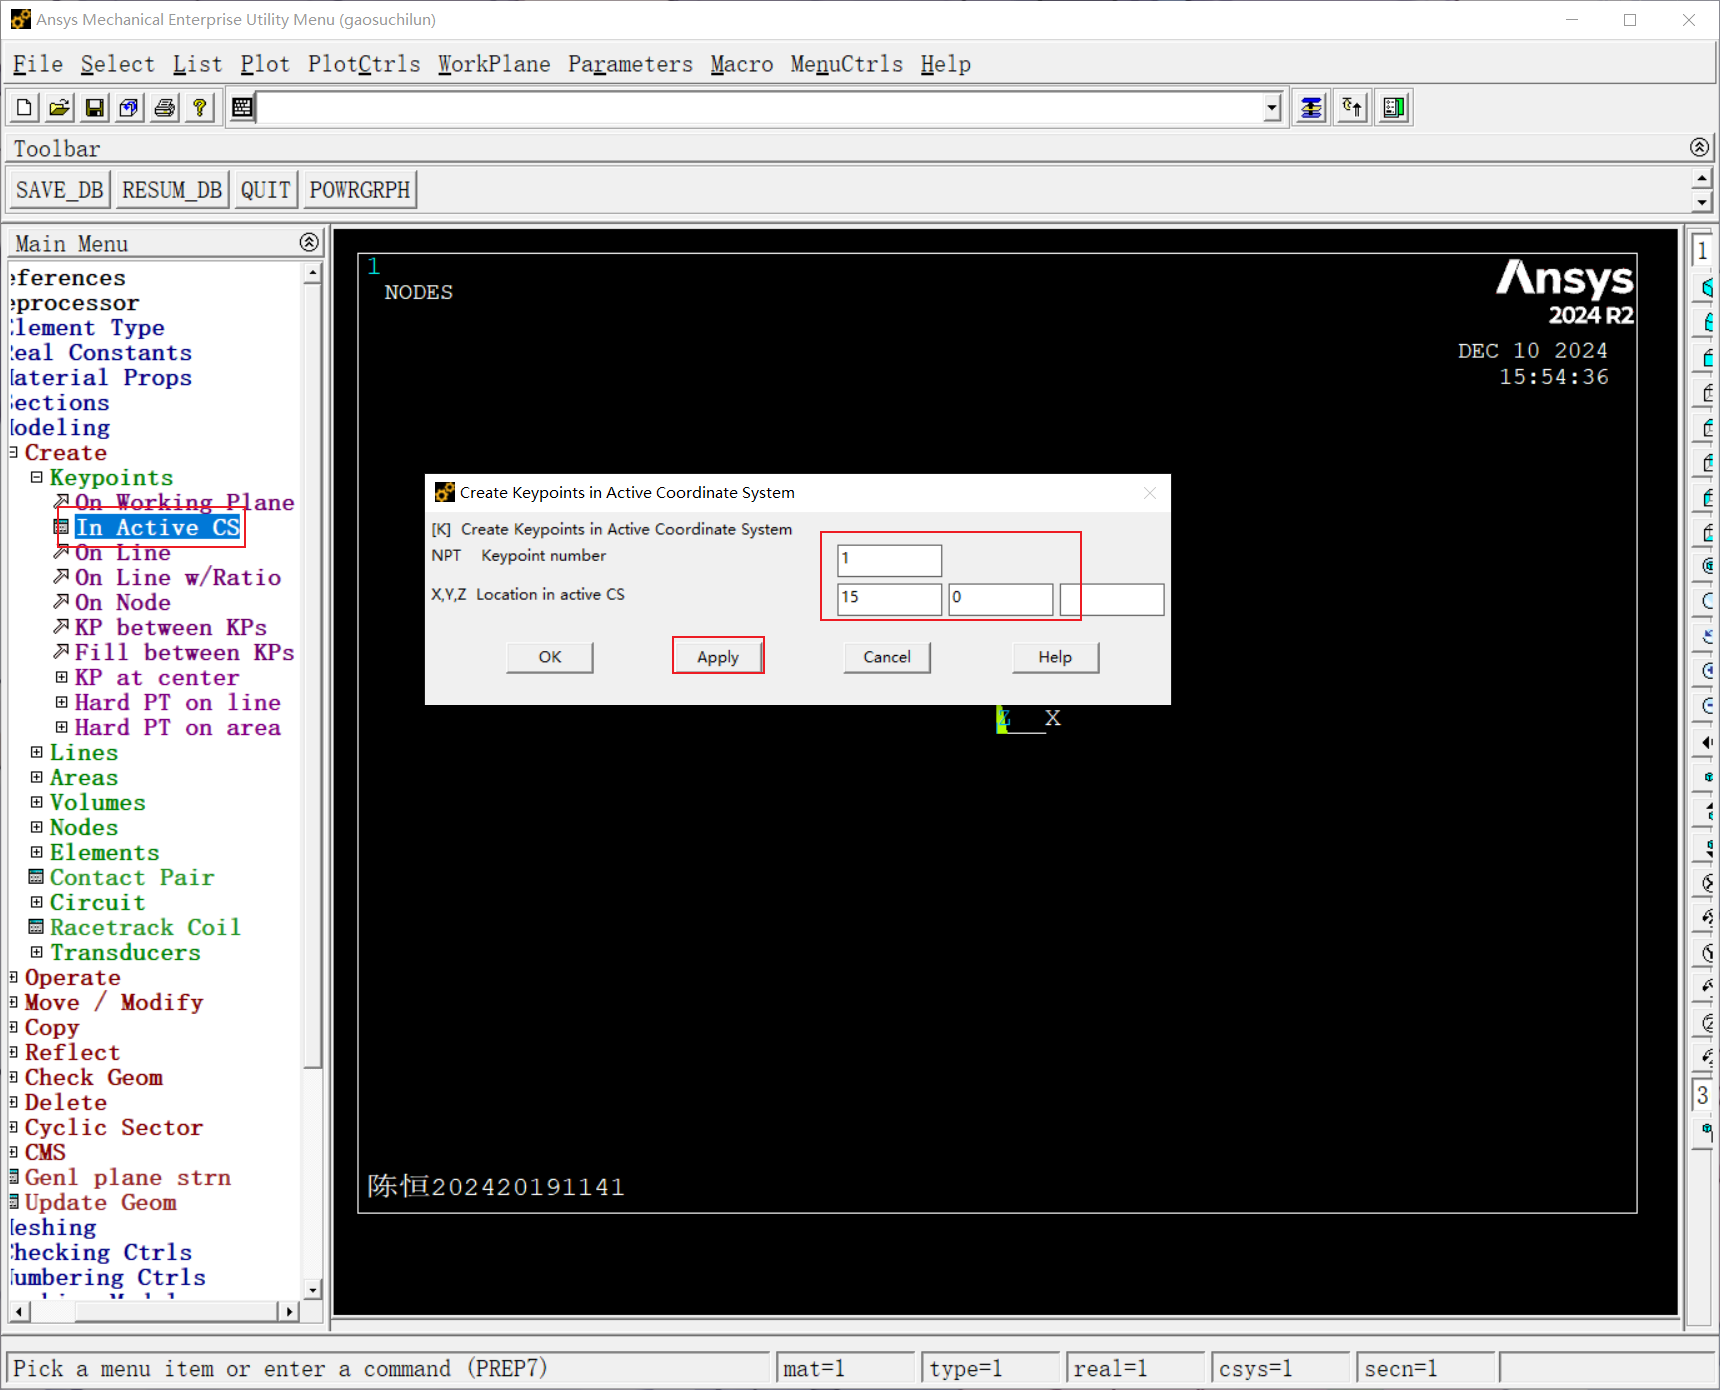 Ansys Mechanical Enterprise Utility Menu (gaosuchilun)
File Select List Plot PlotCtrls WorkPlane Parameters Macro MenuCtrls Help
Toolbar
SAVE_DB RESUM_DB QUIT POWRGRPH
Main Menu
eferences
eprocessor
lement Type
eal Constants
aterial Props
ections
odeling
Create
Keypoints
On Working Plane
In Active CS
On Line
On Line w/Ratio
On Node
KP between KPs
Fill between KPs
KP at center
Hard PT on line
Hard PT on area
Lines
Areas
Volumes
Nodes
Elements
Contact Pair
Circuit
Racetrack Coil
Transducers
Operate
Move / Modify
Copy
Reflect
Check Geom
Delete
Cyclic Sector
CMS
Genl plane strn
Update Geom
eshing
hecking Ctrls
umbering Ctrls
1
NODES
Ansys
2024 R2
DEC 10 2024
15:54:36
Create Keypoints in Active Coordinate System
[K] Create Keypoints in Active Coordinate System
NPT Keypoint number 1
X,Y,Z Location in active CS 15 0
OK Apply Cancel Help
Z X
陈恒202420191141
1
3
Pick a menu item or enter a command (PREP7) mat=1 type=1 real=1 csys=1 secn=1